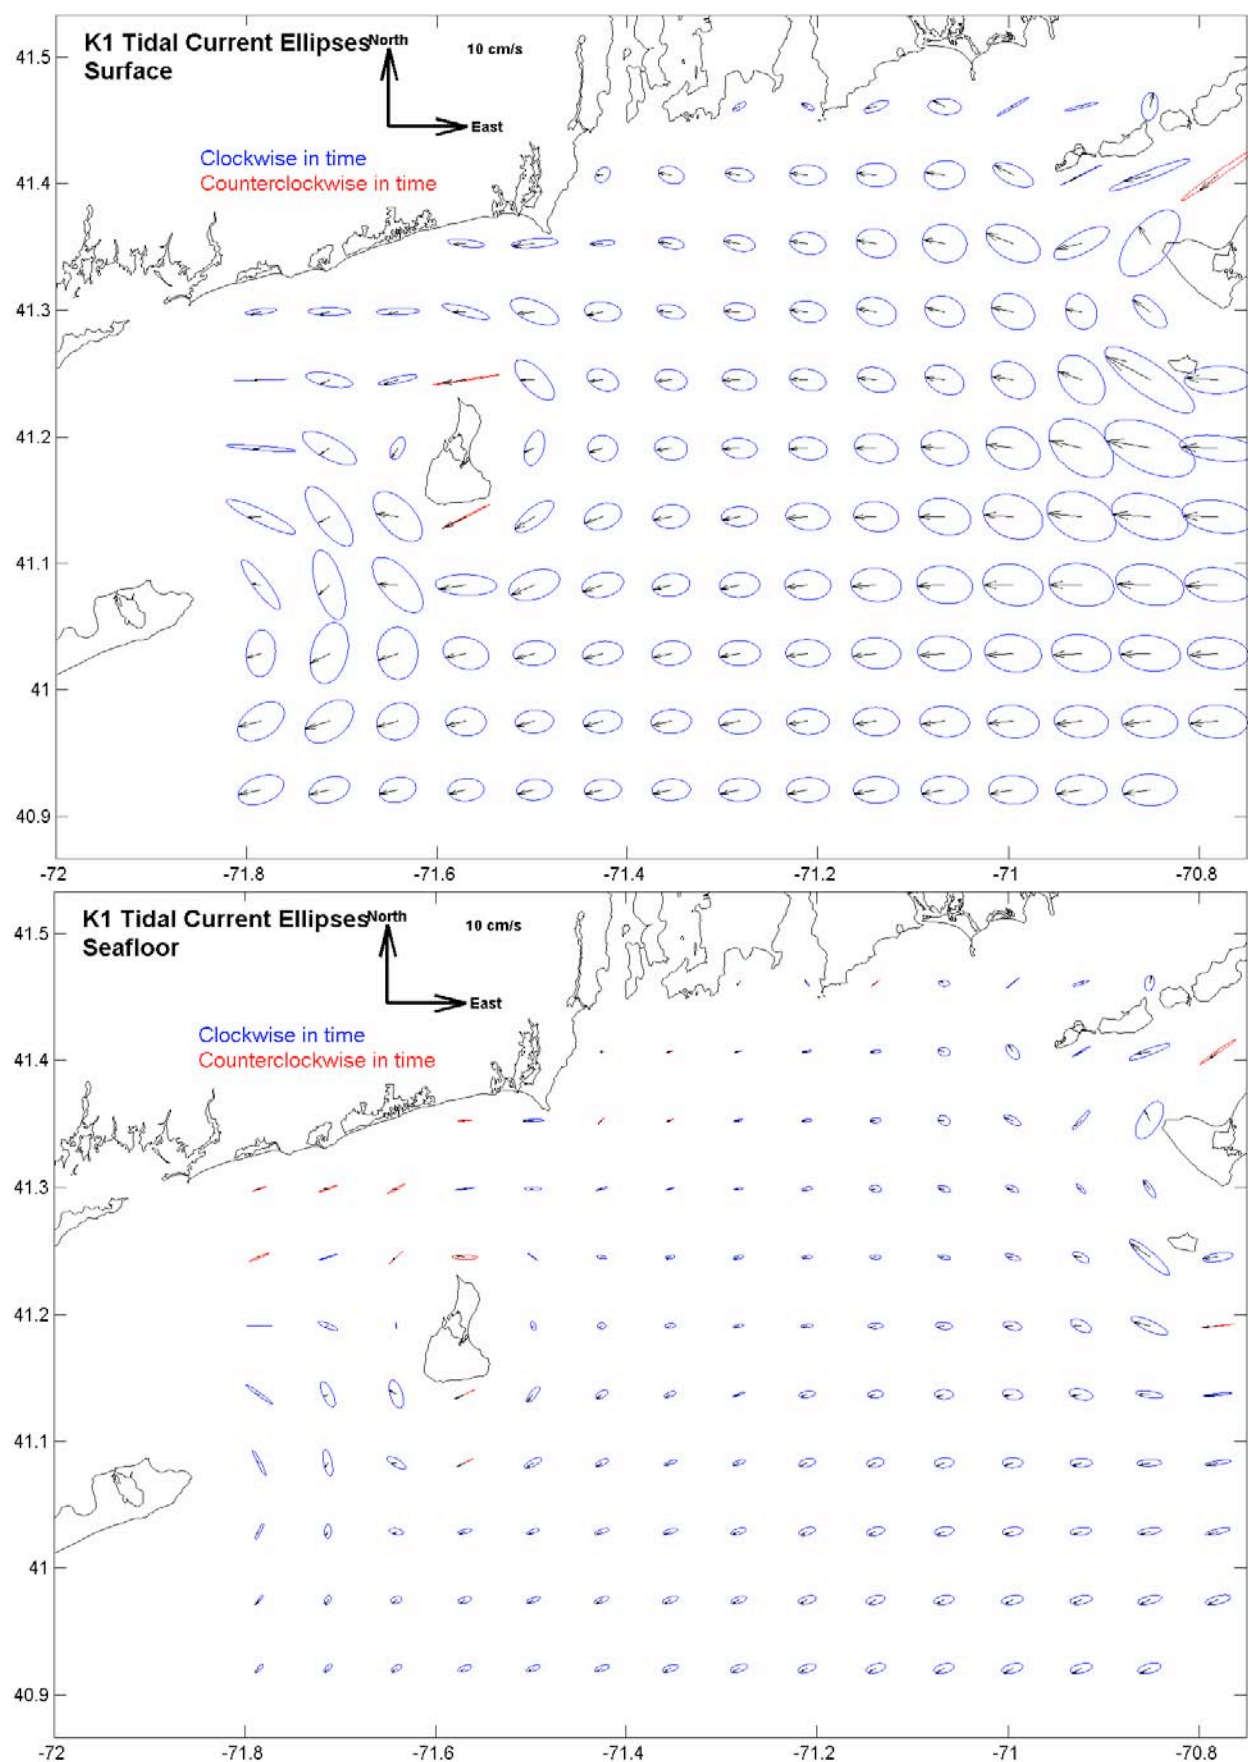 K1 Tidal Current Ellipses
Surface
North
10 cm/s
East
Clockwise in time
Counterclockwise in time
41.5
41.4
41.3
41.2
41.1
41
40.9
-72
-71.8
-71.6
-71.4
-71.2
-71
-70.8
K1 Tidal Current Ellipses
Seafloor
North
10 cm/s
East
Clockwise in time
Counterclockwise in time
41.5
41.4
41.3
41.2
41.1
41
40.9
-72
-71.8
-71.6
-71.4
-71.2
-71
-70.8